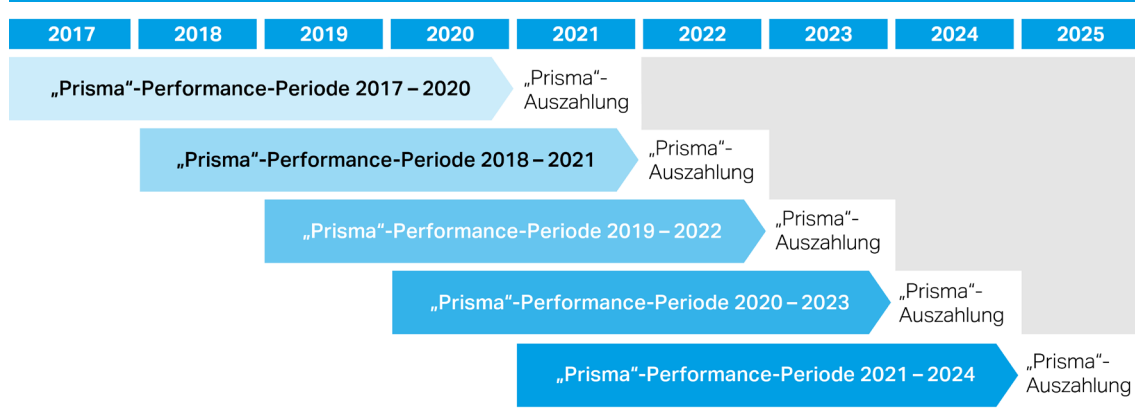 2017 2018 2019 2020 2021 2022 2023 2024 2025
„Prisma“-Performance-Periode 2017 – 2020
„Prisma“-
Auszahlung
„Prisma“-Performance-Periode 2018 – 2021
„Prisma“-
Auszahlung
„Prisma“-Performance-Periode 2019 – 2022
„Prisma“-
Auszahlung
„Prisma“-Performance-Periode 2020 – 2023
„Prisma“-
Auszahlung
„Prisma“-Performance-Periode 2021 – 2024
„Prisma“-
Auszahlung